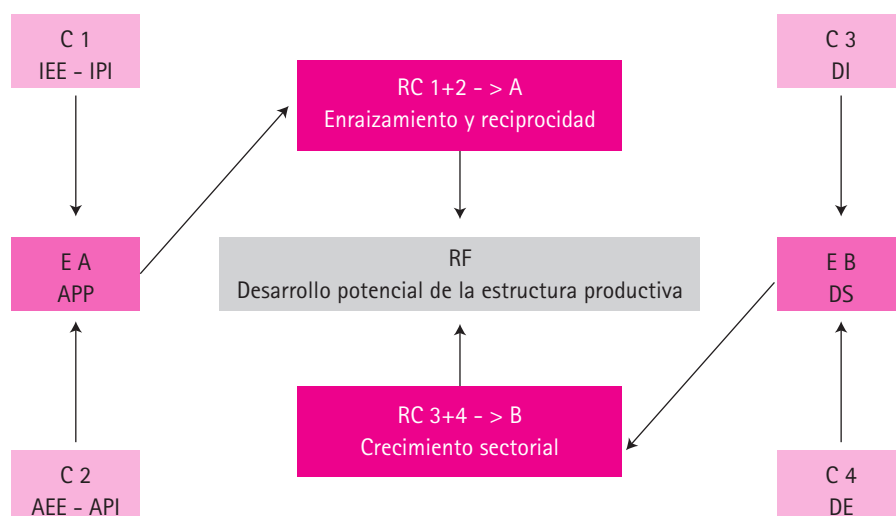 C 1
IEE - IPI
C 3
DI
RC 1+2 - > A
Enraizamiento y reciprocidad
E A
APP
RF
Desarrollo potencial de la estructura productiva
E B
DS
RC 3+4 - > B
Crecimiento sectorial
C 2
AEE - API
C 4
DE